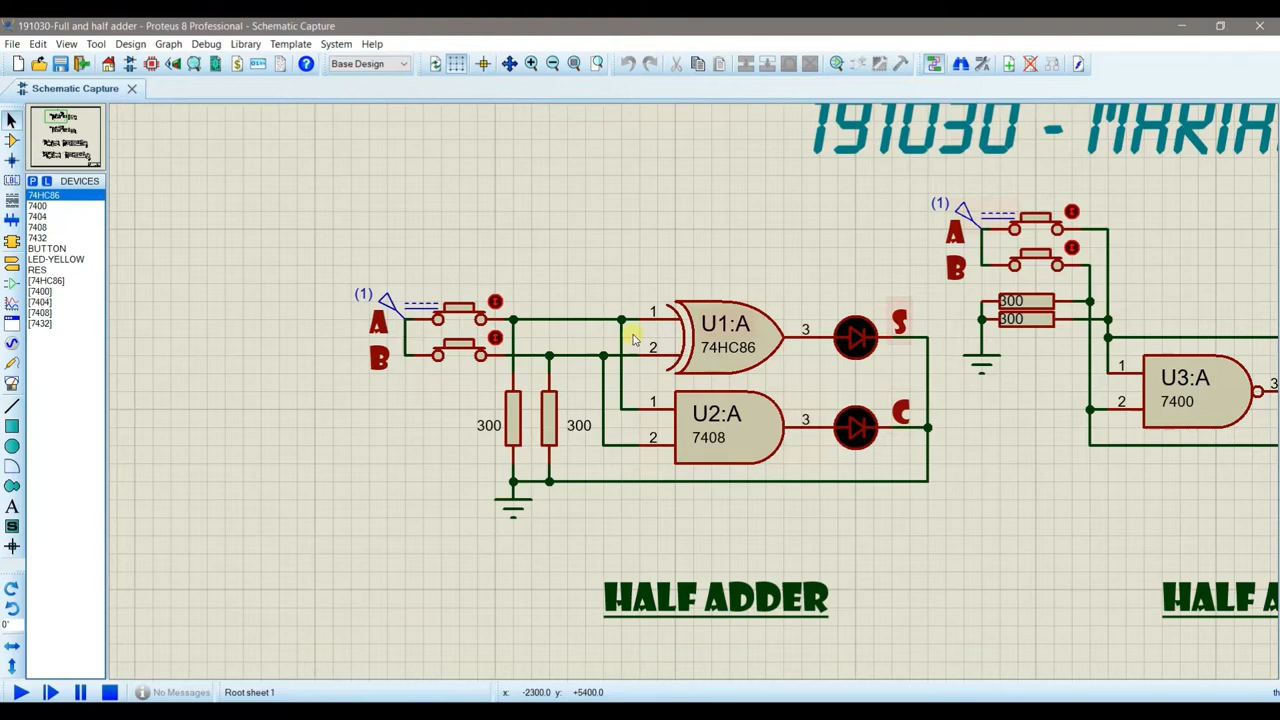 191030-Full and half adder - Proteus 8 Professional - Schematic Capture
File Edit View Tool Design Graph Debug Library Template System Help
Base Design
Schematic Capture
191030 - MARIA
P L DEVICES
74HC86
7400
7404
7408
7432
BUTTON
LED-YELLOW
RES
[74HC86]
[7400]
[7404]
[7408]
[7432]
LBL
A
S
0°
(1)
A
B
1
2
U1:A
74HC86
3
S
1
2
U2:A
7408
3
C
300
300
HALF ADDER
(1)
A
B
300
300
1
2
U3:A
7400
3
HALF A
No Messages
Root sheet 1
x: -2300.0 y: +5400.0
th